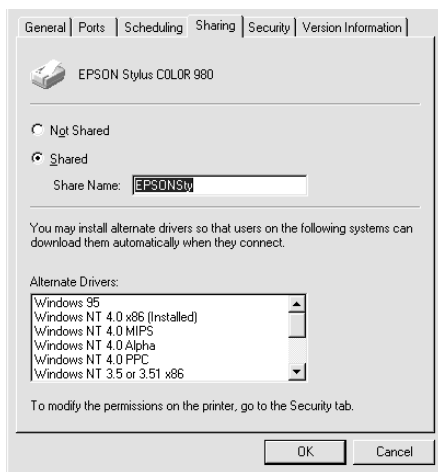 General Ports Scheduling Sharing Security Version Information
EPSON Stylus COLOR 980
Not Shared
Shared
Share Name: EPSONSty
You may install alternate drivers so that users on the following systems can
download them automatically when they connect.
Alternate Drivers:
Windows 95
Windows NT 4.0 x86 (Installed)
Windows NT 4.0 MIPS
Windows NT 4.0 Alpha
Windows NT 4.0 PPC
Windows NT 3.5 or 3.51 x86
To modify the permissions on the printer, go to the Security tab.
OK Cancel